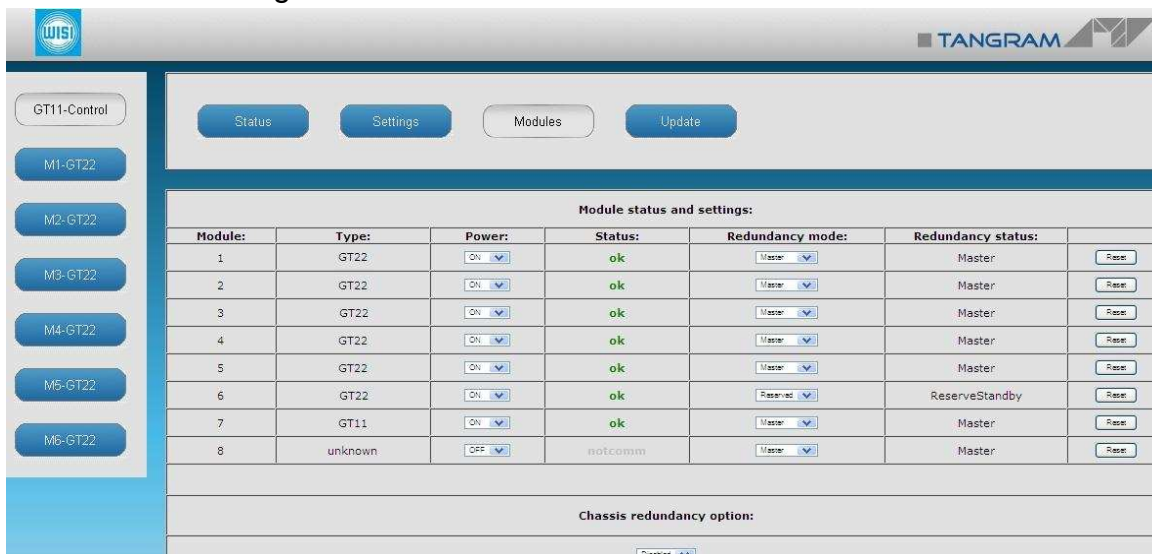 WISI
TANGRAM
GT11-Control
M1-GT22
M2-GT22
M3-GT22
M4-GT22
M5-GT22
M6-GT22
Status Settings Modules Update
Module status and settings:
Module: Type: Power: Status: Redundancy mode: Redundancy status:
1 GT22 ON ok Master Master Reset
2 GT22 ON ok Master Master Reset
3 GT22 ON ok Master Master Reset
4 GT22 ON ok Master Master Reset
5 GT22 ON ok Master Master Reset
6 GT22 ON ok Reserved ReserveStandby Reset
7 GT11 ON ok Master Master Reset
8 unknown OFF notcomm Master Master Reset
Chassis redundancy option: